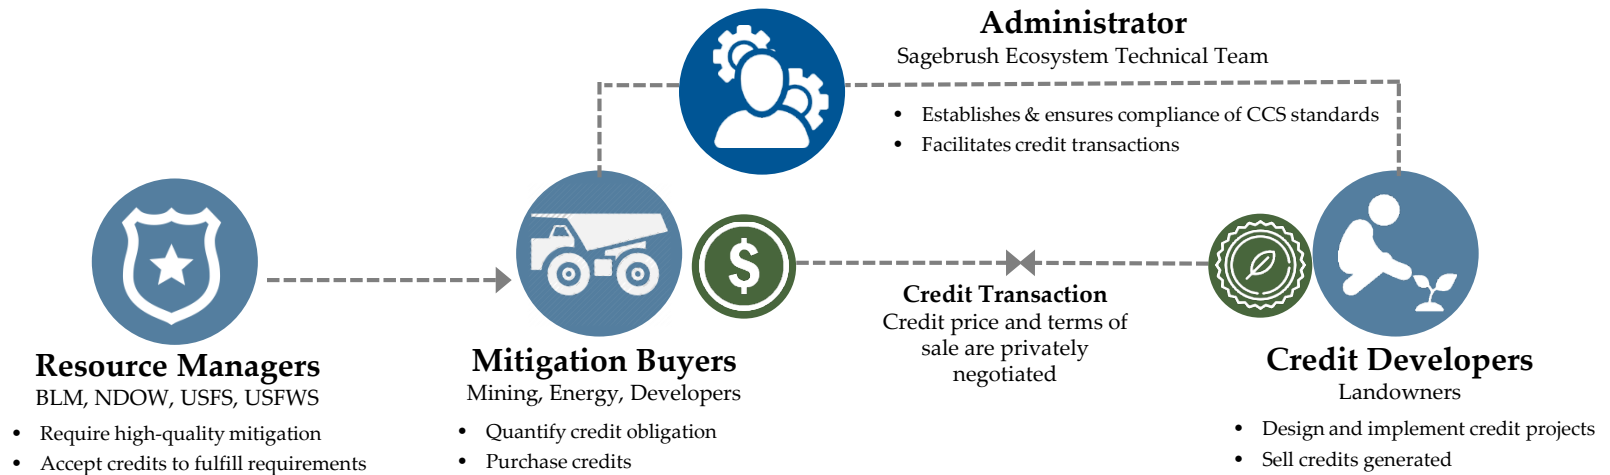 Administrator
Sagebrush Ecosystem Technical Team
• Establishes & ensures compliance of CCS standards
• Facilitates credit transactions
Resource Managers
BLM, NDOW, USFS, USFWS
• Require high-quality mitigation
• Accept credits to fulfill requirements
Mitigation Buyers
Mining, Energy, Developers
• Quantify credit obligation
• Purchase credits
$
Credit Transaction
Credit price and terms of
sale are privately
negotiated
Credit Developers
Landowners
• Design and implement credit projects
• Sell credits generated